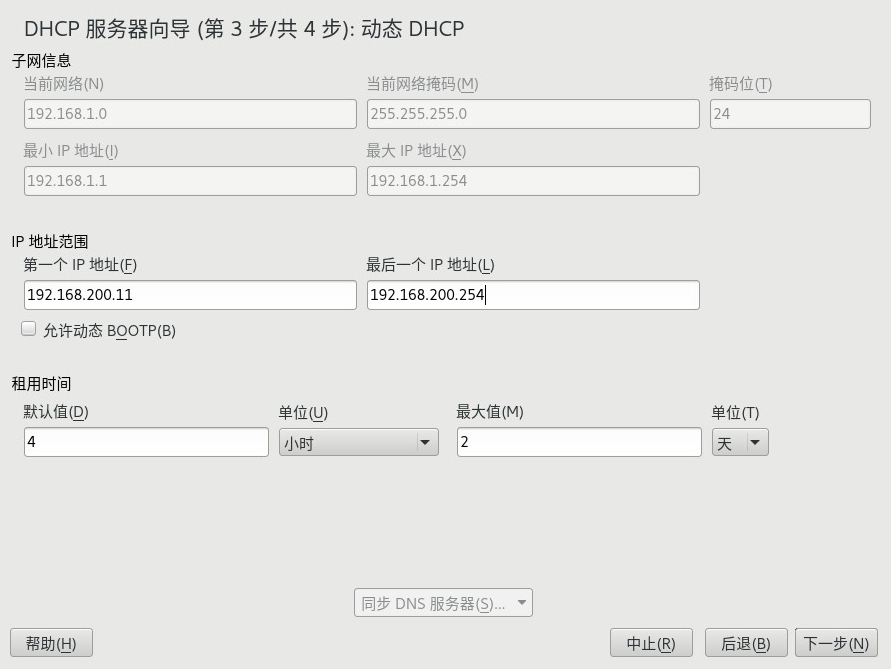 DHCP 服务器向导 (第 3 步/共 4 步): 动态 DHCP
子网信息
当前网络(N) 当前网络掩码(M) 掩码位(T)
192.168.1.0 255.255.255.0 24
最小 IP 地址(I) 最大 IP 地址(X)
192.168.1.1 192.168.1.254
IP 地址范围
第一个 IP 地址(F) 最后一个 IP 地址(L)
192.168.200.11 192.168.200.254
允许动态 BOOTP(B)
租用时间
默认值(D) 单位(U) 最大值(M) 单位(T)
4 小时 2 天
同步 DNS 服务器(S)...
帮助(H) 中止(R) 后退(B) 下一步(N)